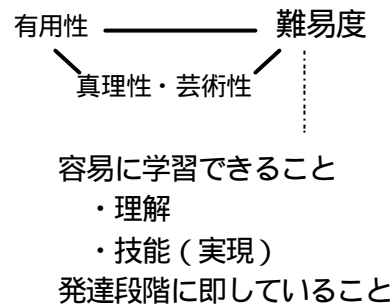 有用性
難易度
真理性・芸術性
容易に学習できること
・理解
・技能（実現）
発達段階に即していること